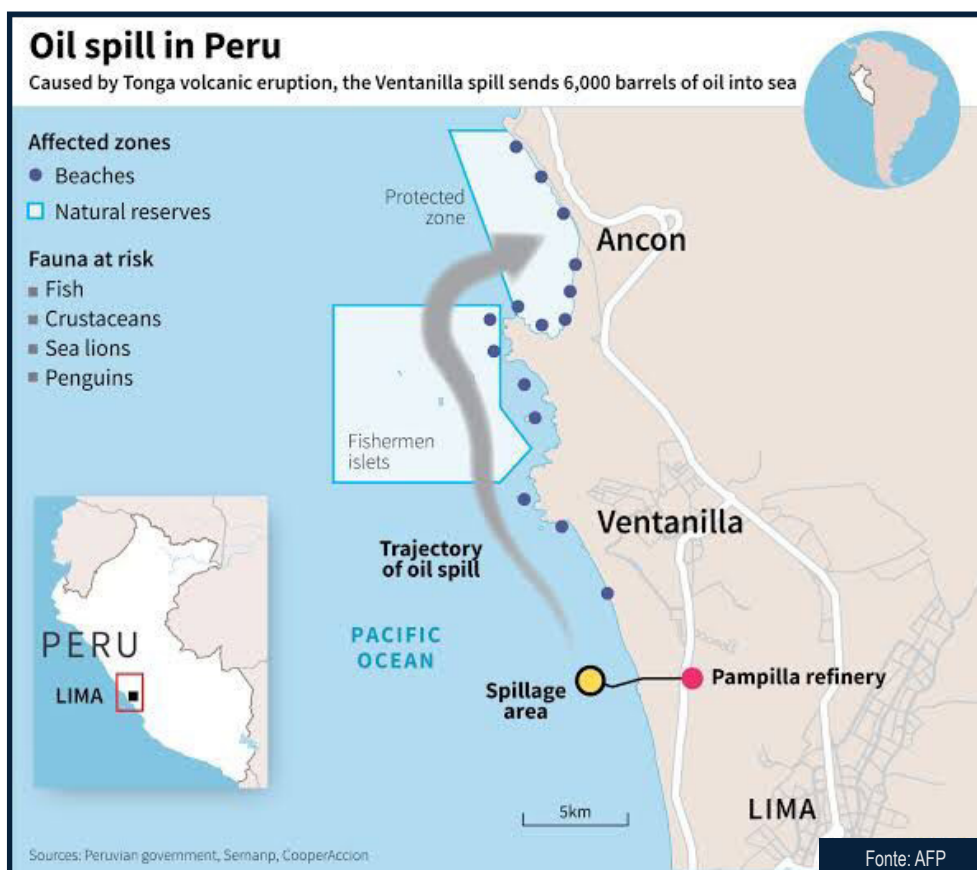 Oil spill in Peru
Caused by Tonga volcanic eruption, the Ventanilla spill sends 6,000 barrels of oil into sea
Affected zones
Beaches
Natural reserves
Fauna at risk
Fish
Crustaceans
Sea lions
Penguins
Protected
zone
Ancon
Fishermen
islets
Ventanilla
Trajectory
of oil spill
PACIFIC
OCEAN
PERU
LIMA
Spillage
area
Pampilla refinery
5km
LIMA
Sources: Peruvian government, Sernanp, CooperAccion
Fonte: AFP